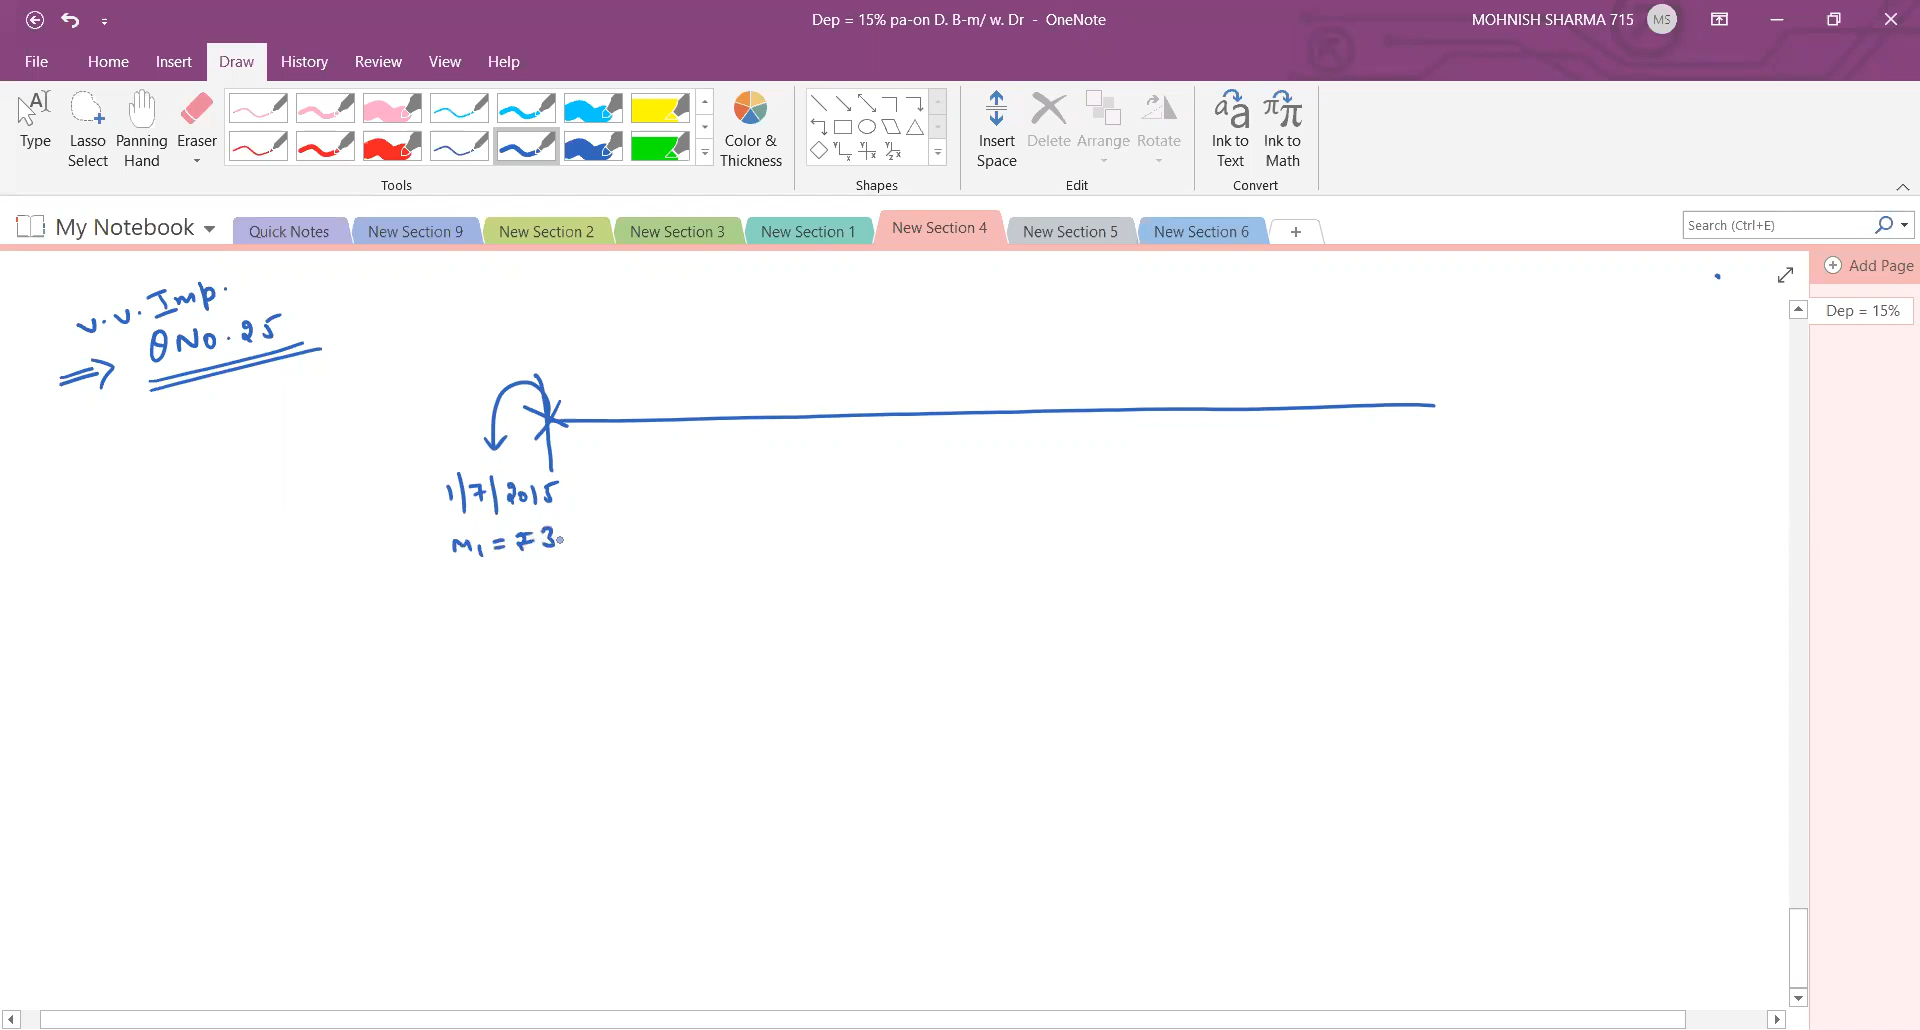 Dep = 15% pa-on D. B-m/ w. Dr - OneNote
MOHNISH SHARMA 715
MS
File
Home
Insert
Draw
History
Review
View
Help
Type
Lasso
Select
Panning
Hand
Eraser
Color &
Thickness
Insert
Space
Delete
Arrange
Rotate
Ink to
Text
Ink to
Math
Tools
Shapes
Edit
Convert
My Notebook
Quick Notes
New Section 9
New Section 2
New Section 3
New Section 1
New Section 4
New Section 5
New Section 6
Search (Ctrl+E)
Add Page
Dep = 15%
v.v. Imp.
QNo.25
1/7/2015
M1 = ₹3